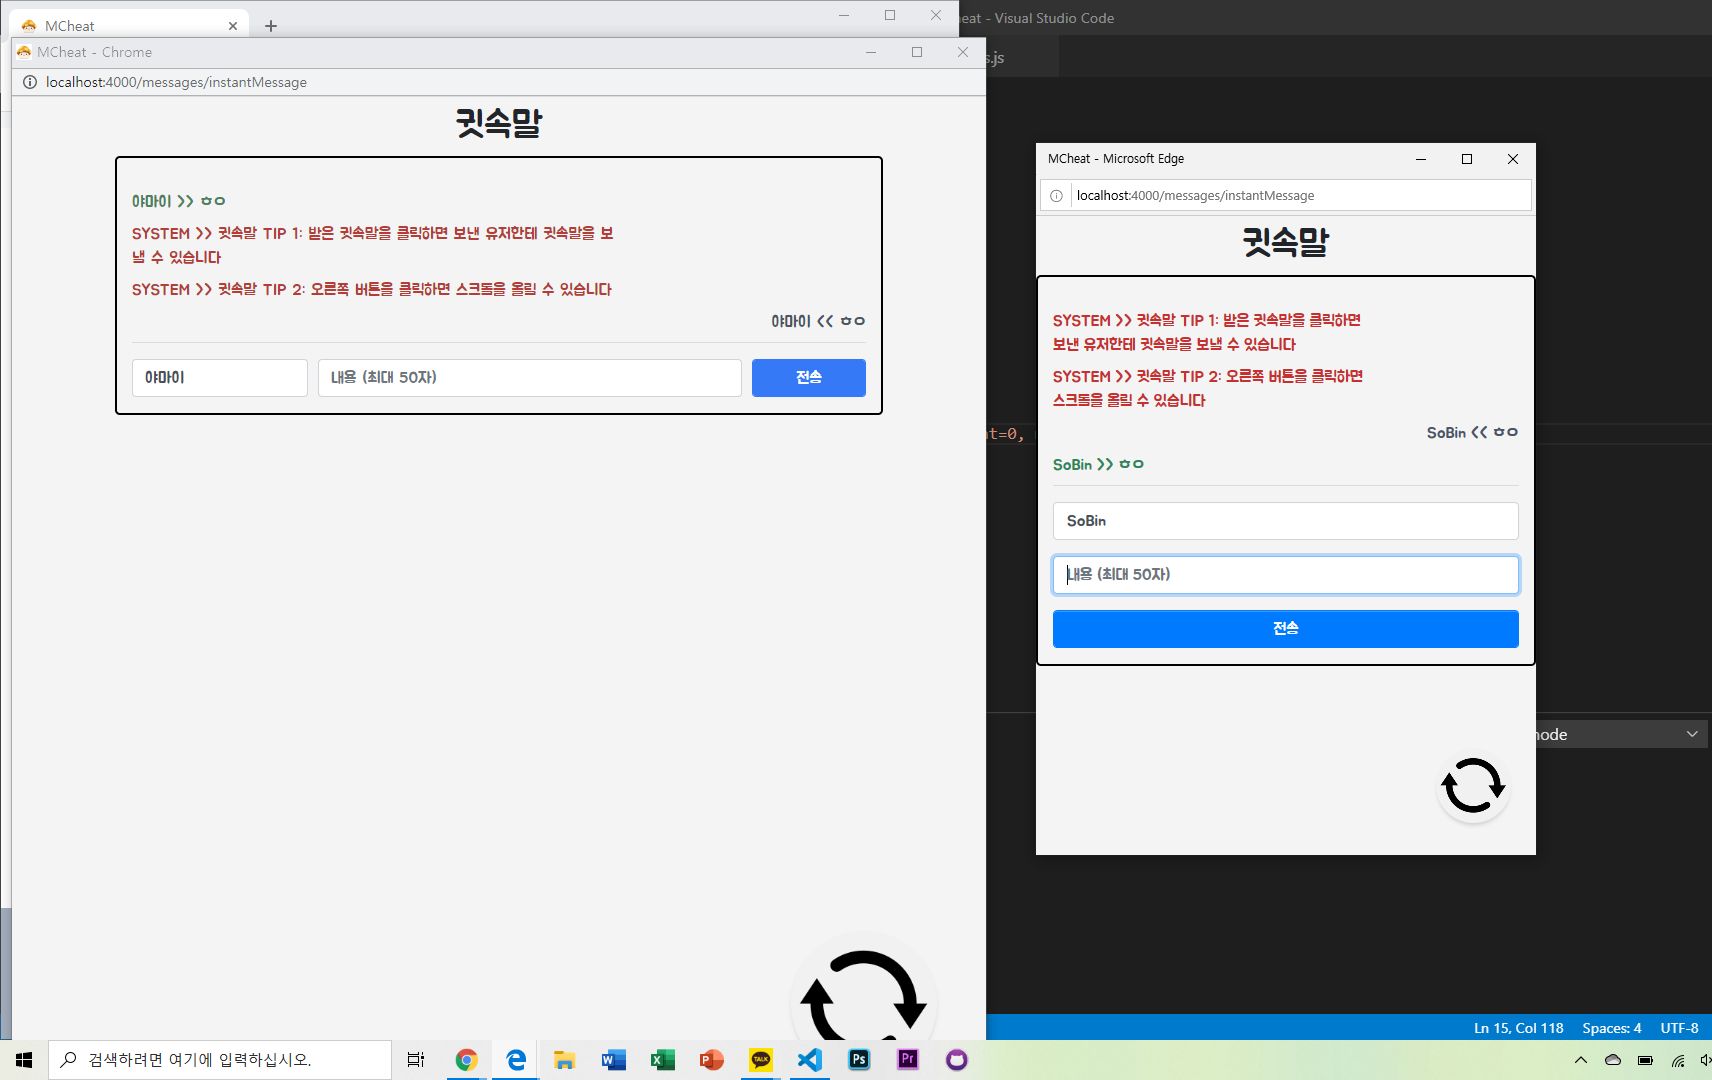 MCheat
MCheat - Chrome
localhost:4000/messages/instantMessage
귓속말
야마이 >> ㅎㅇ
SYSTEM >> 귓속말 TIP 1: 받은 귓속말을 클릭하면 보낸 유저한테 귓속말을 보
낼 수 있습니다
SYSTEM >> 귓속말 TIP 2: 오른쪽 버튼을 클릭하면 스크롤을 올릴 수 있습니다
야마이 << ㅎㅇ
야마이
내용 (최대 50자)
전송
eat - Visual Studio Code
s.js
nt=0,
MCheat - Microsoft Edge
localhost:4000/messages/instantMessage
귓속말
SYSTEM >> 귓속말 TIP 1: 받은 귓속말을 클릭하면
보낸 유저한테 귓속말을 보낼 수 있습니다
SYSTEM >> 귓속말 TIP 2: 오른쪽 버튼을 클릭하면
스크롤을 올릴 수 있습니다
SoBin << ㅎㅇ
SoBin >> ㅎㅇ
SoBin
내용 (최대 50자)
전송
node
Ln 15, Col 118 Spaces: 4 UTF-8
검색하려면 여기에 입력하십시오.
TALK
Ps
Pr